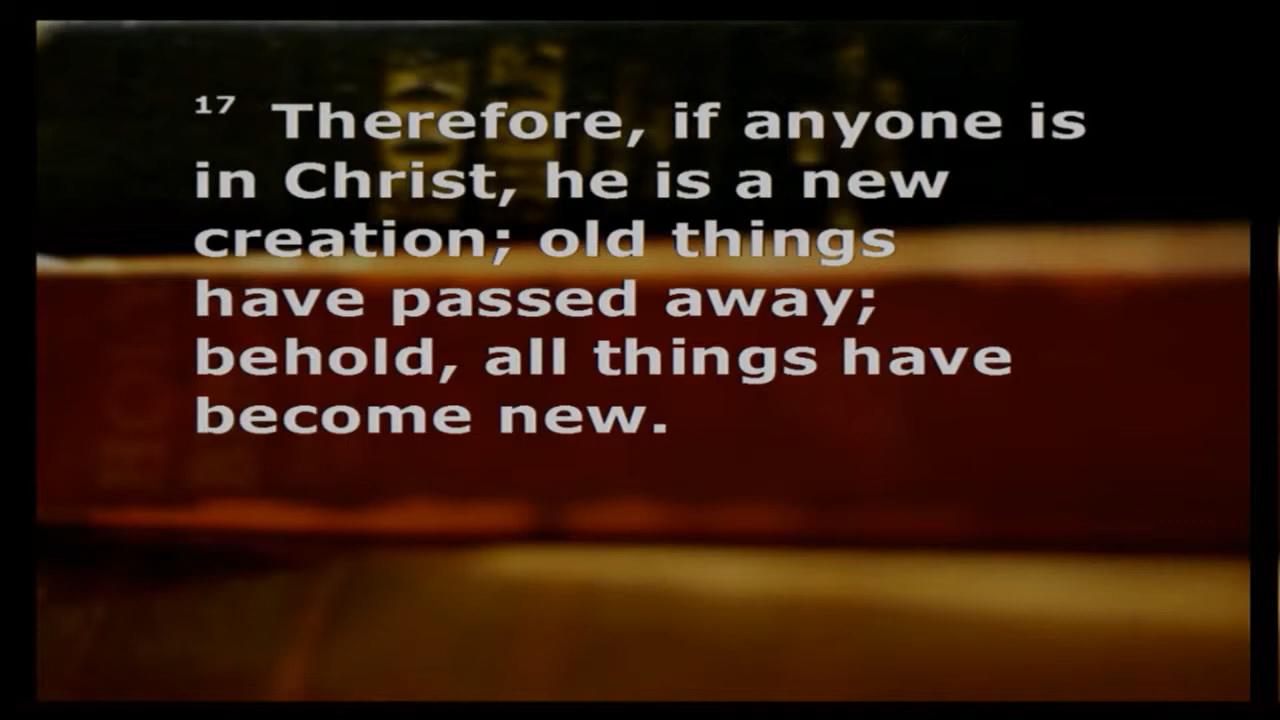 17 Therefore, if anyone is
in Christ, he is a new
creation; old things
have passed away;
behold, all things have
become new.